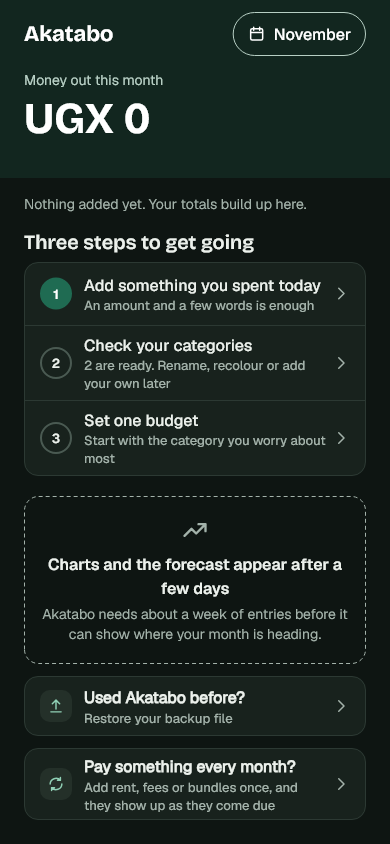 Akatabo
November
Money out this month
UGX 0
Nothing added yet. Your totals build up here.
Three steps to get going
1
Add something you spent today
An amount and a few words is enough
2
Check your categories
2 are ready. Rename, recolour or add
your own later
3
Set one budget
Start with the category you worry about
most
Charts and the forecast appear after a
few days
Akatabo needs about a week of entries before it
can show where your month is heading.
Used Akatabo before?
Restore your backup file
Pay something every month?
Add rent, fees or bundles once, and
they show up as they come due